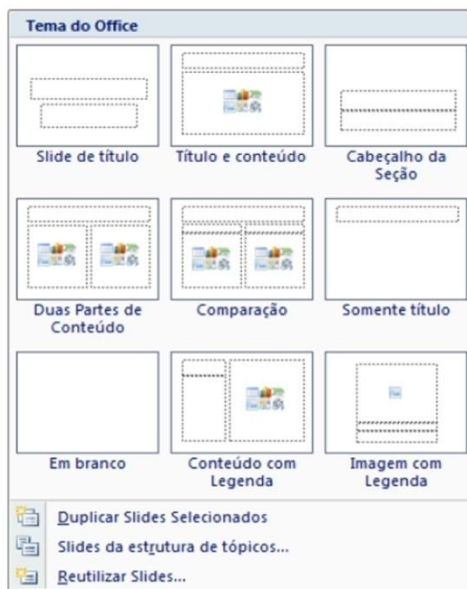 Tema do Office
Slide de título
Título e conteúdo
Cabeçalho da
Seção
Duas Partes de
Conteúdo
Comparação
Somente título
Em branco
Conteúdo com
Legenda
Imagem com
Legenda
Duplicar Slides Selecionados
Slides da estrutura de tópicos...
Reutilizar Slides...